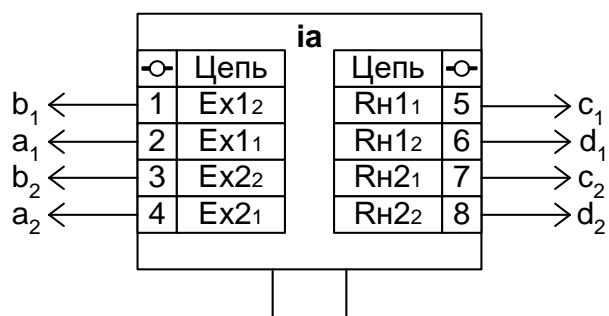 ia
Цепь Цепь
b1 1 Ex12 Rн11 5 c1
a1 2 Ex11 Rн12 6 d1
b2 3 Ex22 Rн21 7 c2
a2 4 Ex21 Rн22 8 d2